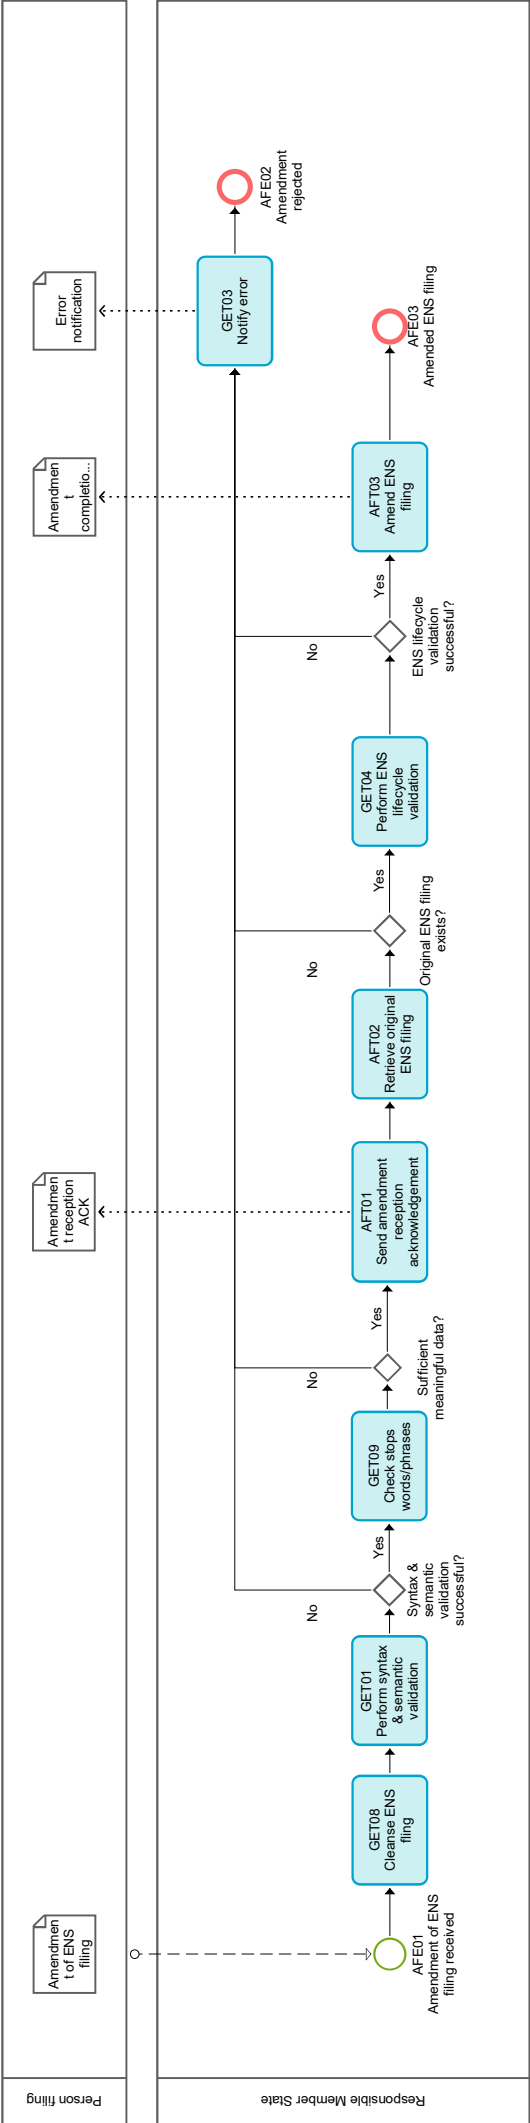 Person filing
Amendmen
t of ENS
filing
Amendmen
t reception
ACK
Amendmen
t
completio...
Error
notification
Responsible Member State
AFE01
Amendment of ENS
filing received
GET08
Cleanse ENS
fiing
GET01
Perform syntax
& semantic
validation
Syntax &
semantic
validation
successful?
Yes
No
GET09
Check stops
words/phrases
Sufficient
meaningful data?
Yes
No
AFT01
Send amendment
reception
acknowledgement
AFT02
Retrieve original
ENS filing
Original ENS filing
exists?
Yes
No
GET04
Perform ENS
lifecycle
validation
ENS lifecycle
validation
successful?
Yes
No
AFT03
Amend ENS
filing
AFE03
Amended ENS filing
GET03
Notify error
AFE02
Amendment
rejected